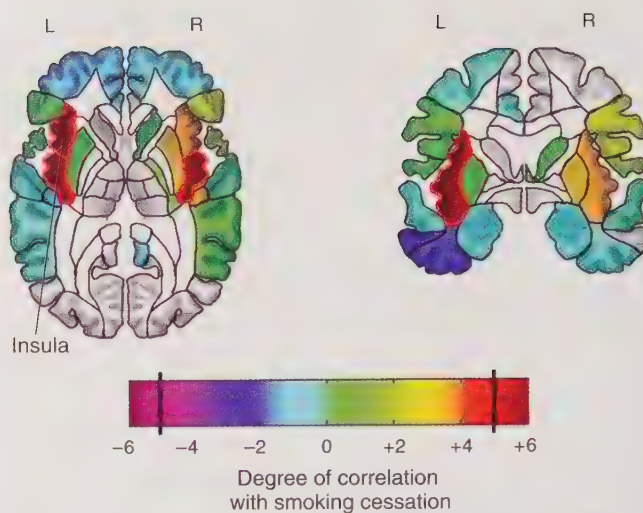 L R
L R
Insula
−6 −4 −2 0 +2 +4 +6
Degree of correlation
with smoking cessation